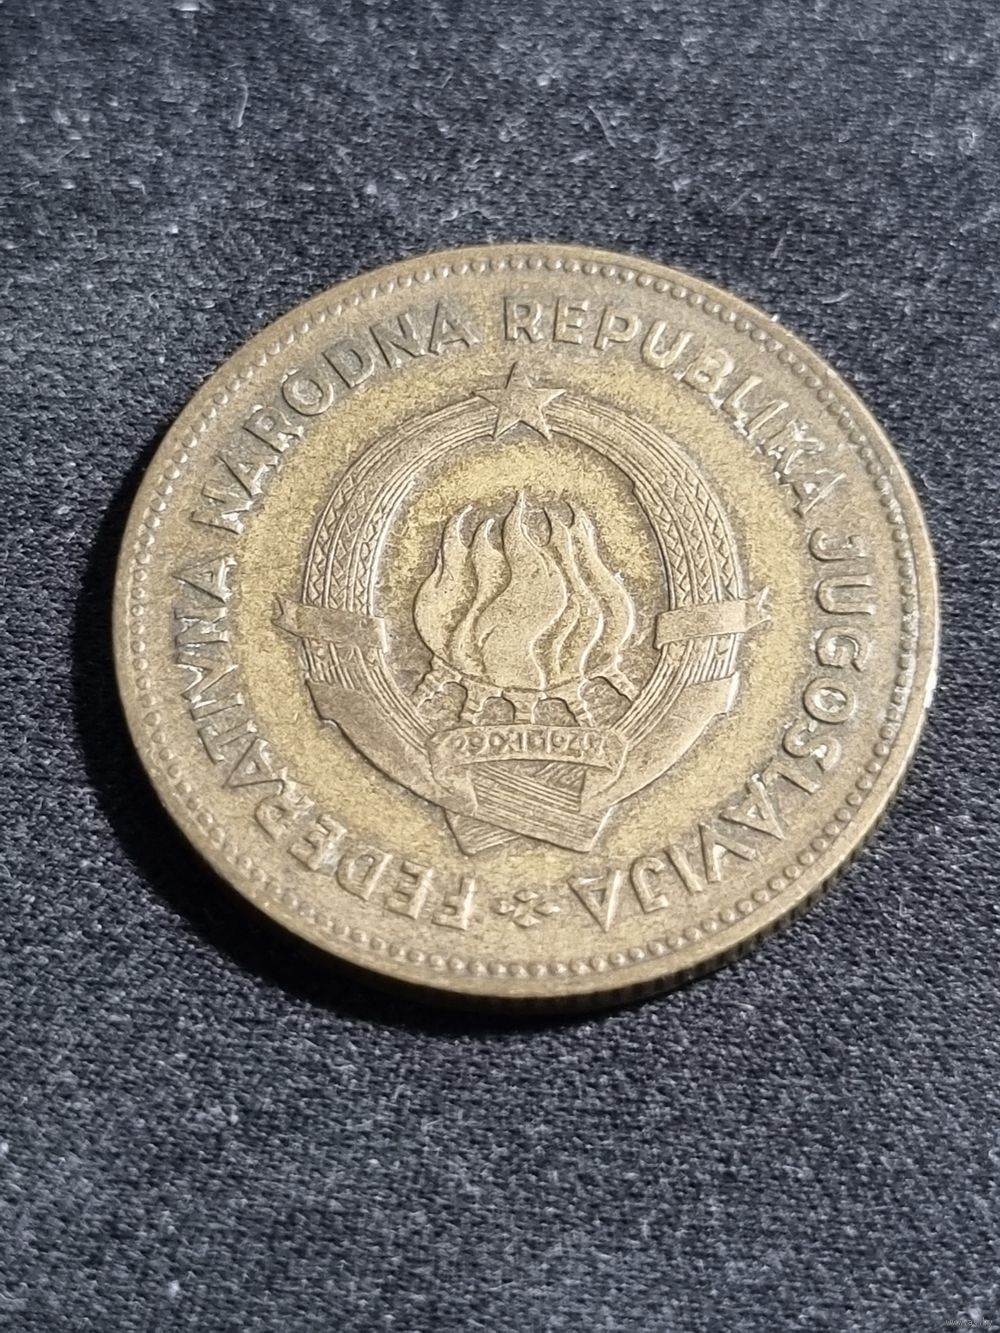 FEDERATIVNA NARODNA REPUBLIKA JUGOSLAVIJA
29 XI 1943